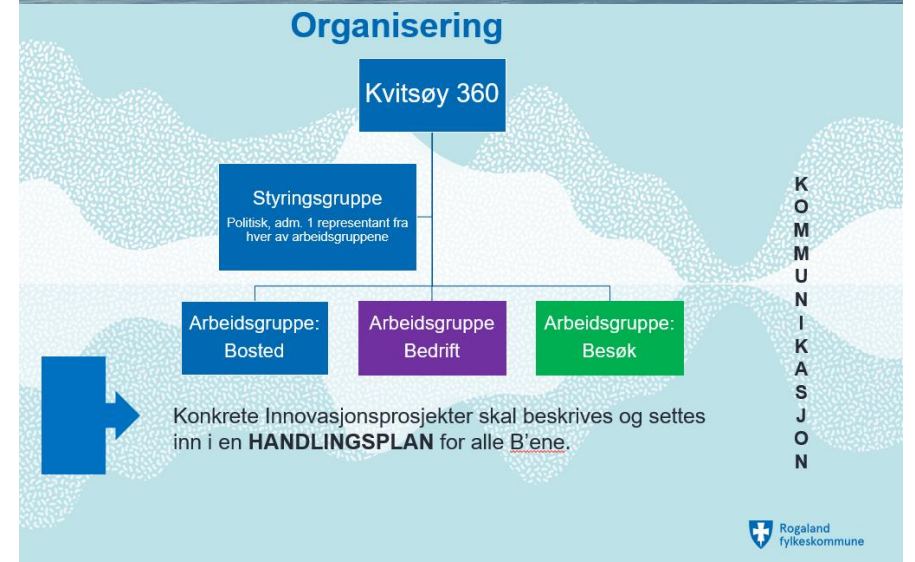 Organisering
Kvitsøy 360
Styringsgruppe
Politisk, adm. 1 representant fra
hver av arbeidsgruppene
Arbeidsgruppe:
Bosted
Arbeidsgruppe
Bedrift
Arbeidsgruppe:
Besøk
Konkrete Innovasjonsprosjekter skal beskrives og settes
inn i en HANDLINGSPLAN for alle B'ene.
K
O
M
M
U
N
I
K
A
S
J
O
N
Rogaland
fylkeskommune